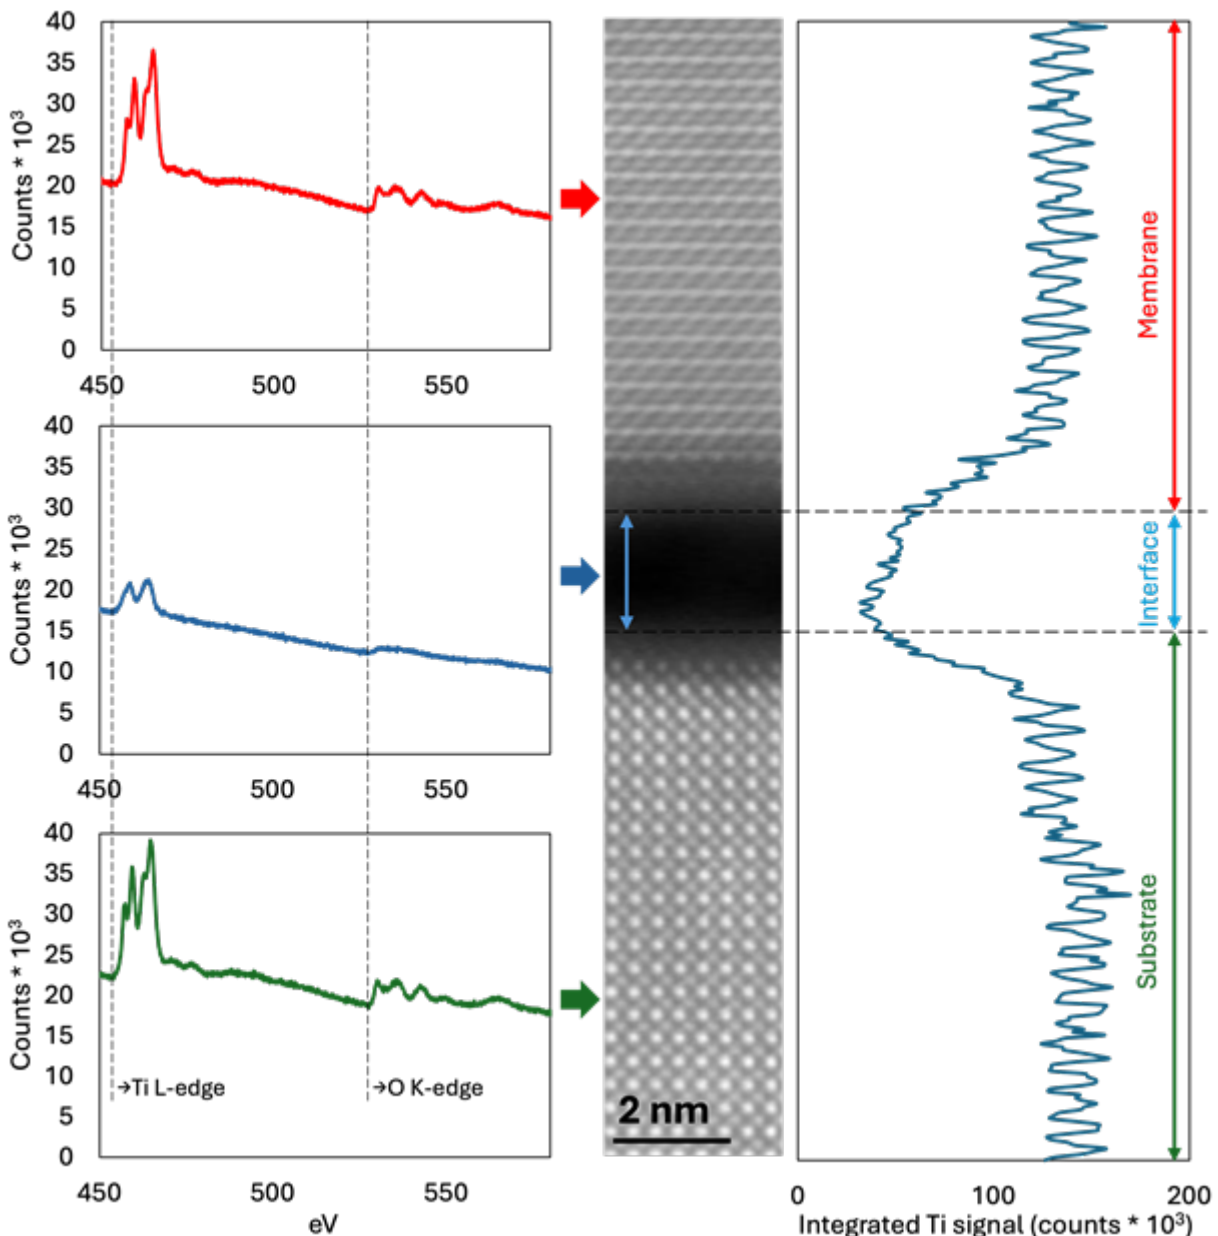 40
35
30
25
20
15
10
5
0
Counts * 10³
450 500 550
40
35
30
25
20
15
10
5
0
Counts * 10³
450 500 550
40
35
30
25
20
15
10
5
0
Counts * 10³
→Ti L-edge
→O K-edge
450 500 550
eV
2 nm
Membrane
Interface
Substrate
0 100 200
Integrated Ti signal (counts * 10³)